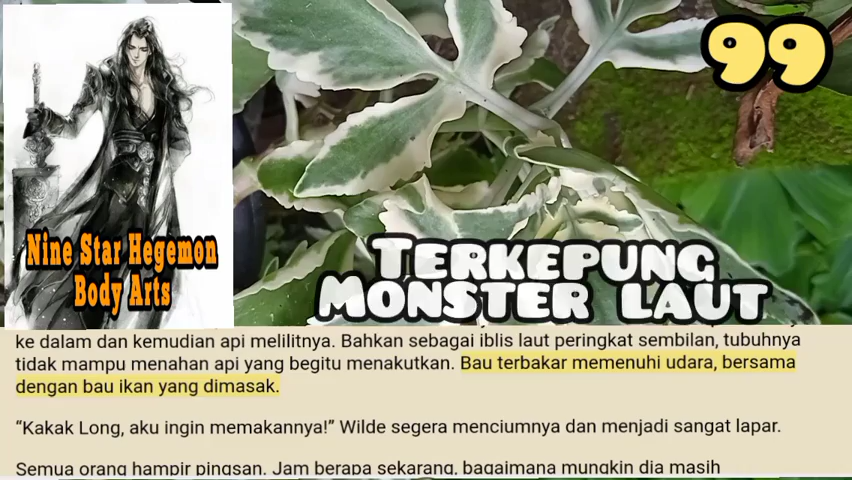 99
Nine Star Hegemon
Body Arts
Terkepung
Monster Laut
ke dalam dan kemudian api melilitnya. Bahkan sebagai iblis laut peringkat sembilan, tubuhnya
tidak mampu menahan api yang begitu menakutkan. Bau terbakar memenuhi udara, bersama
dengan bau ikan yang dimasak.
“Kakak Long, aku ingin memakannya!” Wilde segera menciumnya dan menjadi sangat lapar.
Semua orang hampir pingsan. Jam berapa sekarang, bagaimana mungkin dia masih